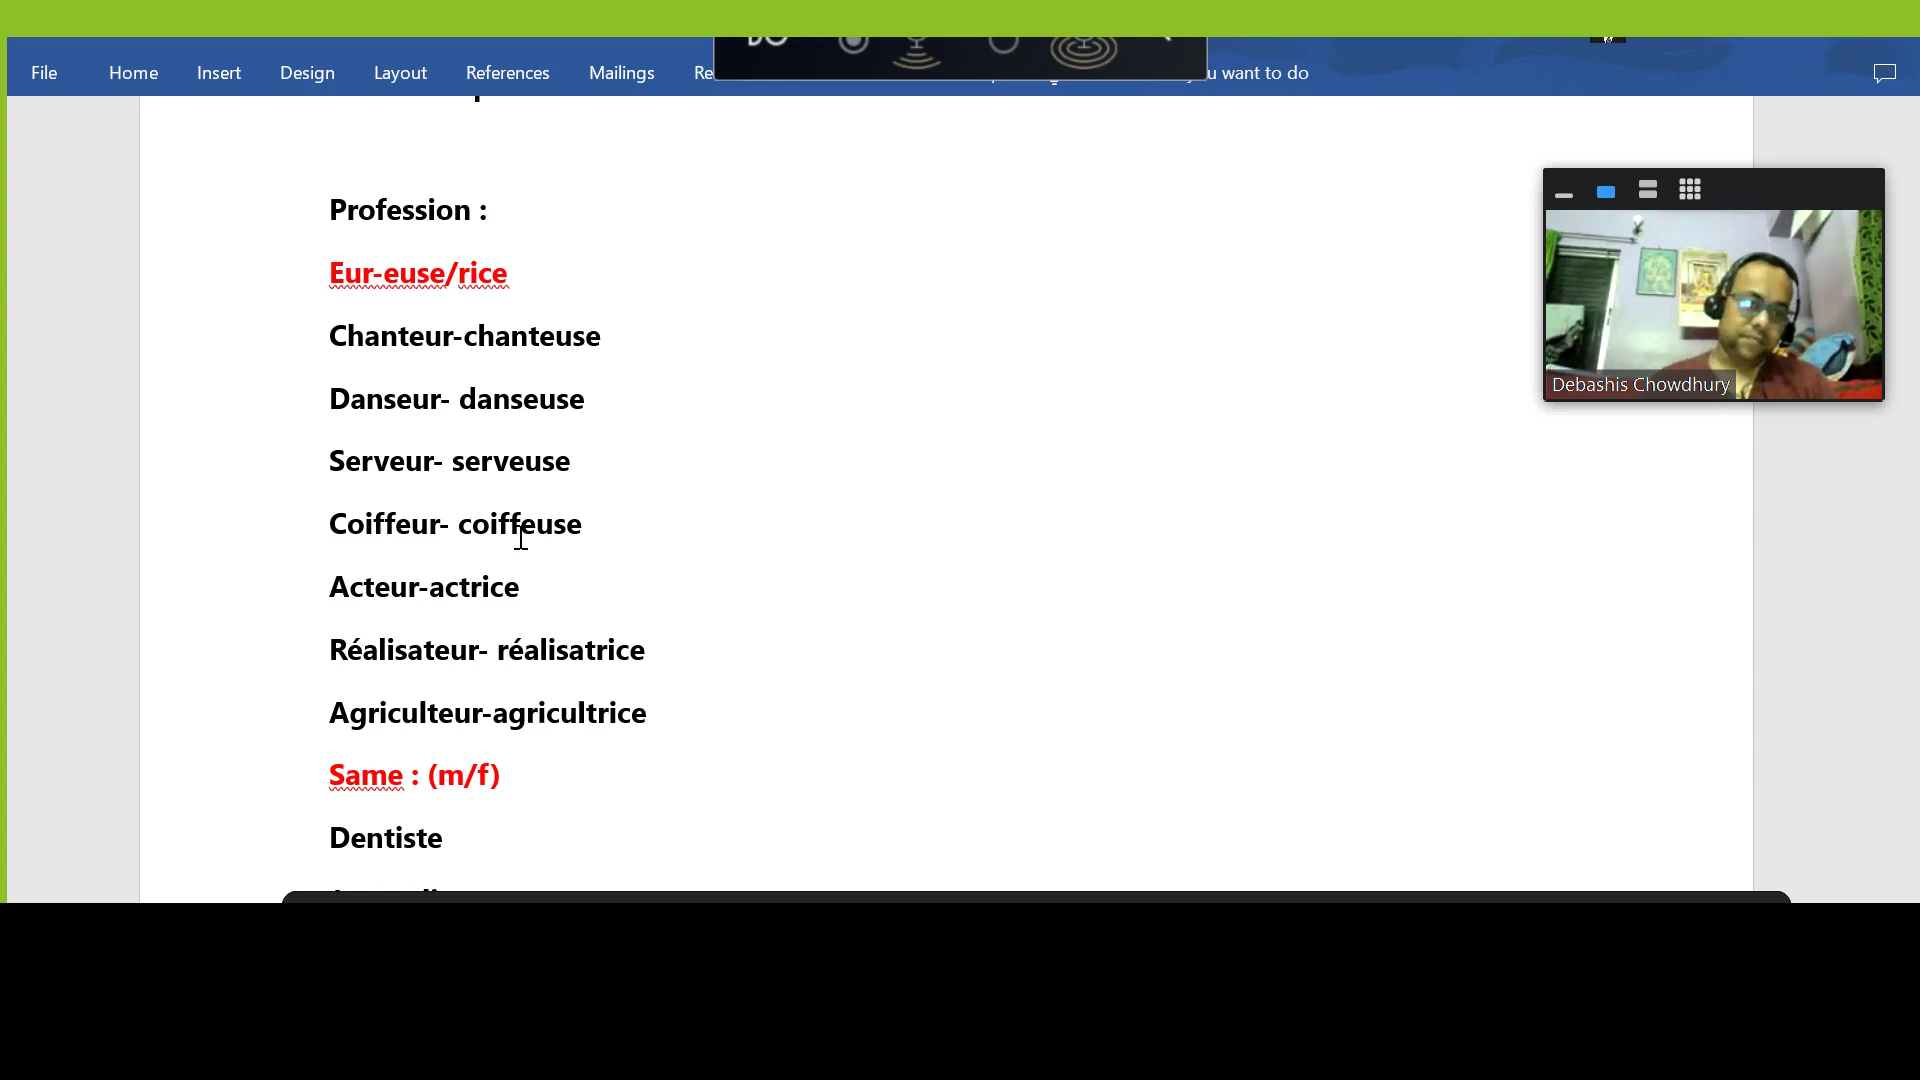 File Home Insert Design Layout References Mailings Re u want to do
Profession :
Eur-euse/rice
Chanteur-chanteuse
Danseur- danseuse
Serveur- serveuse
Coiffeur- coiffeuse
Acteur-actrice
Réalisateur- réalisatrice
Agriculteur-agricultrice
Same : (m/f)
Dentiste
Debashis Chowdhury